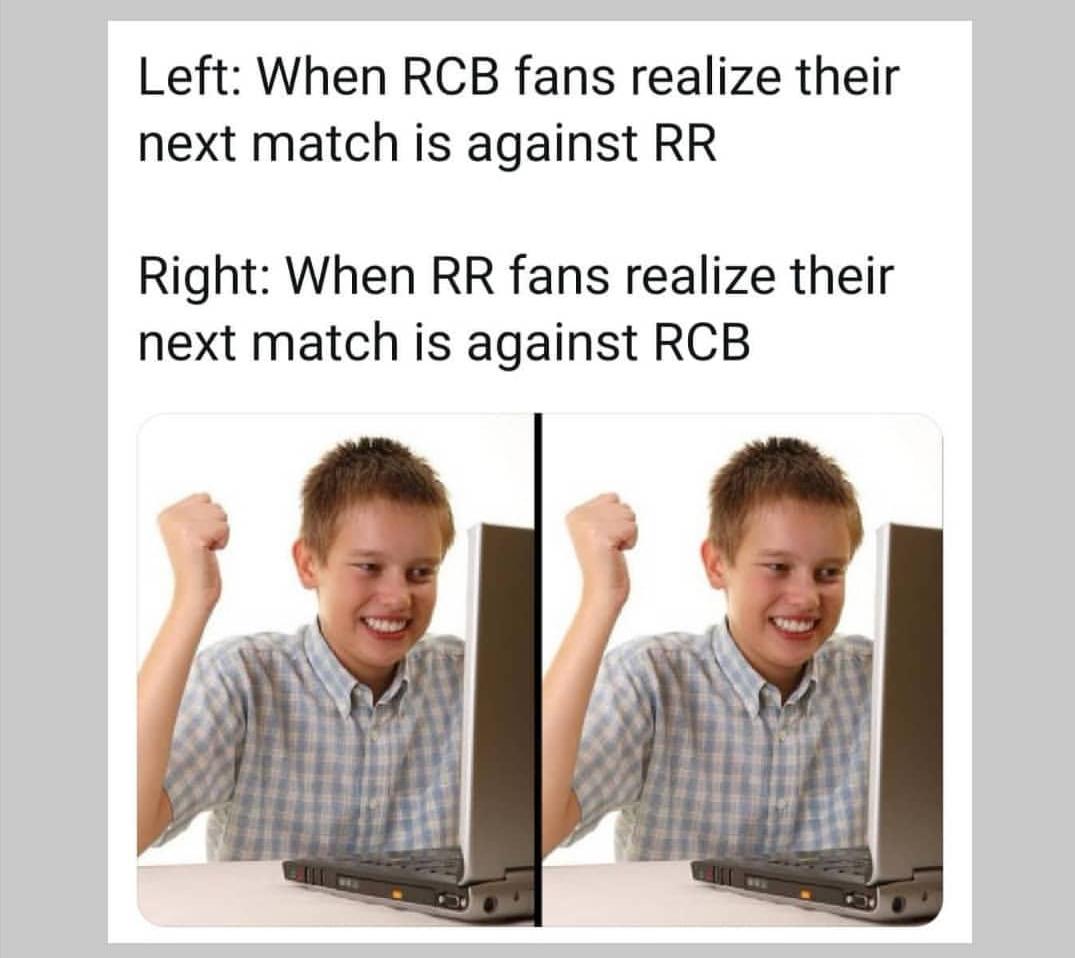 Left: When RCB fans realize their
next match is against RR
Right: When RR fans realize their
next match is against RCB